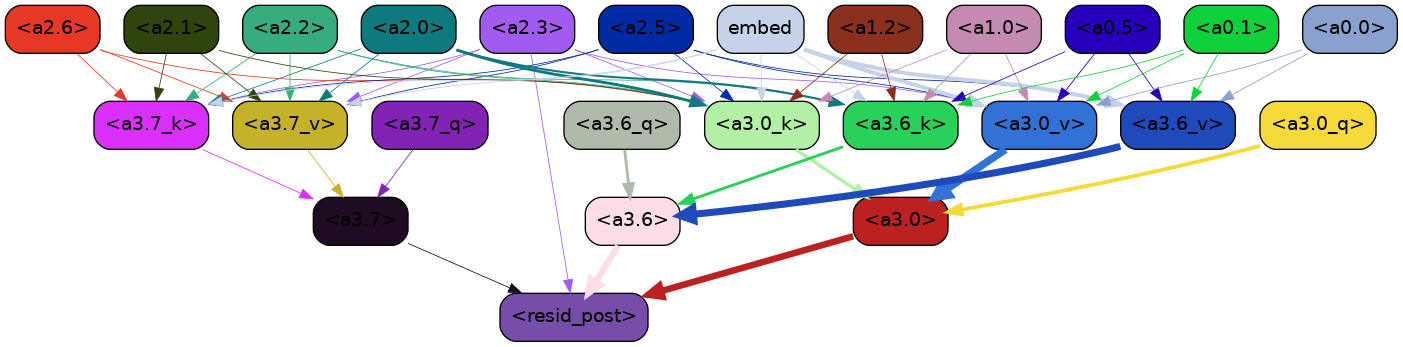 <a2.6> <a2.1> <a2.2> <a2.0> <a2.3> <a2.5> embed <a1.2> <a1.0> <a0.5> <a0.1> <a0.0>
<a3.7_k> <a3.7_v> <a3.7_q> <a3.6_q> <a3.0_k> <a3.6_k> <a3.0_v> <a3.6_v> <a3.0_q>
<a3.7> <a3.6> <a3.0>
<resid_post>